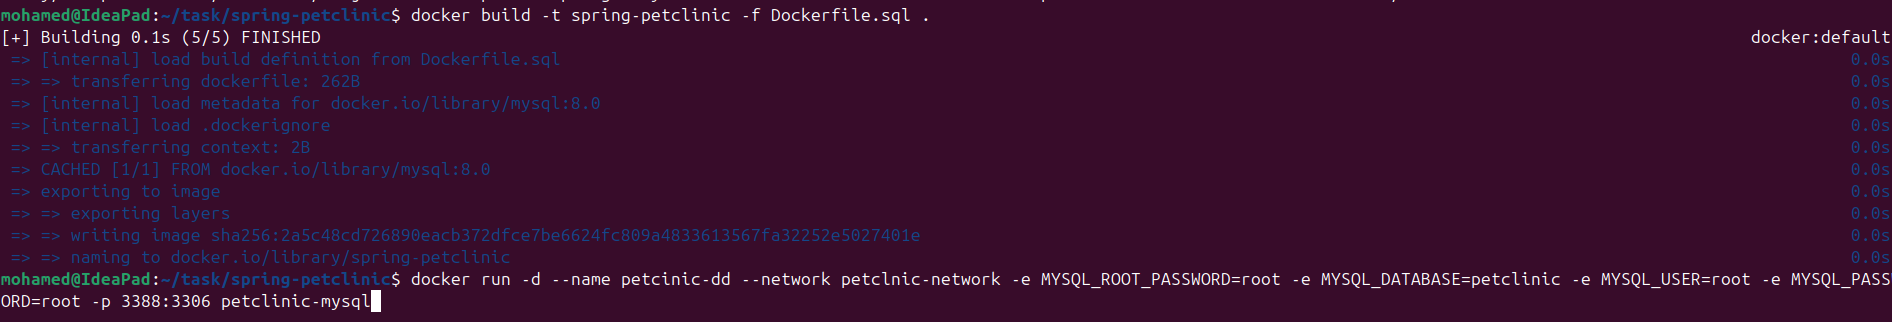 mohamed@IdeaPad:~/task/spring-petclinic$ docker build -t spring-petclinic -f Dockerfile.sql .
[+] Building 0.1s (5/5) FINISHED docker:default
=> [internal] load build definition from Dockerfile.sql 0.0s
=> => transferring dockerfile: 262B 0.0s
=> [internal] load metadata for docker.io/library/mysql:8.0 0.0s
=> [internal] load .dockerignore 0.0s
=> => transferring context: 2B 0.0s
=> CACHED [1/1] FROM docker.io/library/mysql:8.0 0.0s
=> exporting to image 0.0s
=> => exporting layers 0.0s
=> => writing image sha256:2a5c48cd726890eacb372dfce7be6624fc809a4833613567fa32252e5027401e 0.0s
=> => naming to docker.io/library/spring-petclinic 0.0s
mohamed@IdeaPad:~/task/spring-petclinic$ docker run -d --name petcinic-dd --network petclnic-network -e MYSQL_ROOT_PASSWORD=root -e MYSQL_DATABASE=petclinic -e MYSQL_USER=root -e MYSQL_PASSW
ORD=root -p 3388:3306 petclinic-mysql